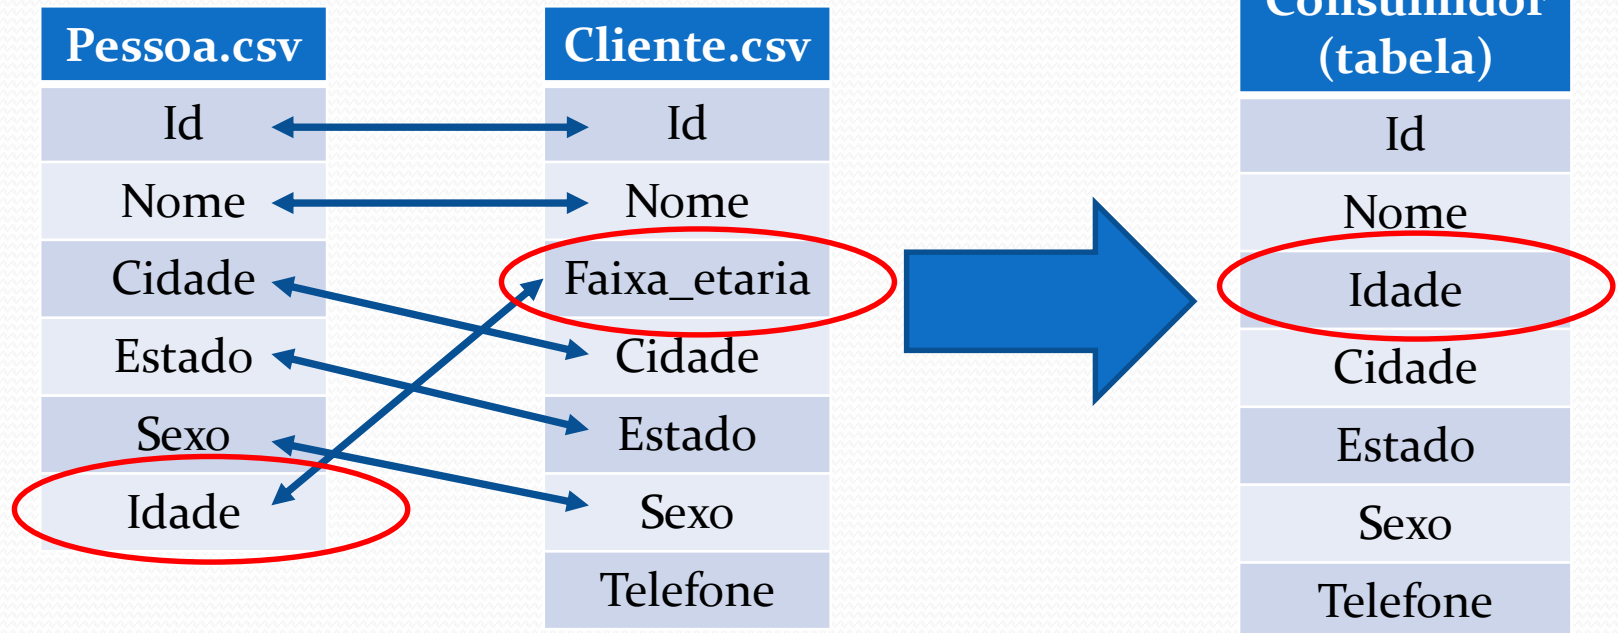 Pessoa.csv
Id
Nome
Cidade
Estado
Sexo
Idade
Cliente.csv
Id
Nome
Faixa_etaria
Cidade
Estado
Sexo
Telefone
Consumidor
(tabela)
Id
Nome
Idade
Cidade
Estado
Sexo
Telefone